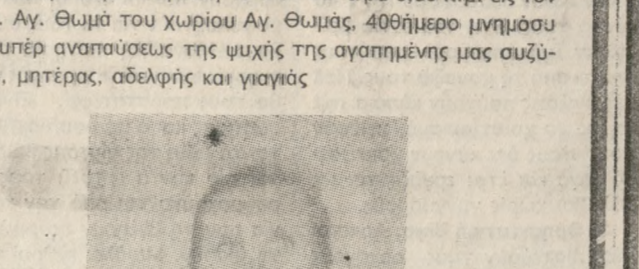 . Αγ. Θωμά του χωρίου Αγ. Θωμάς, 40θήμερο μνημόσυ
υπέρ αναπαύσεως της ψυχής της αγαπημένης μας συζύ-
, μητέρας, αδελφής και γιαγιάς